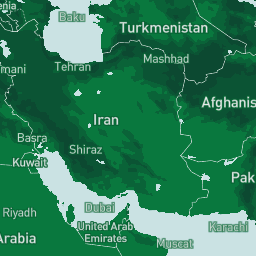 enia
Baku
Turkmenistan
Mashhad
Tehran
mani
Afghanis
Iran
Basra
Shiraz
Kuwait
Pak
Riyadh
Dubai
Karachi
United Arab
Emirates
Arabia
Muscat